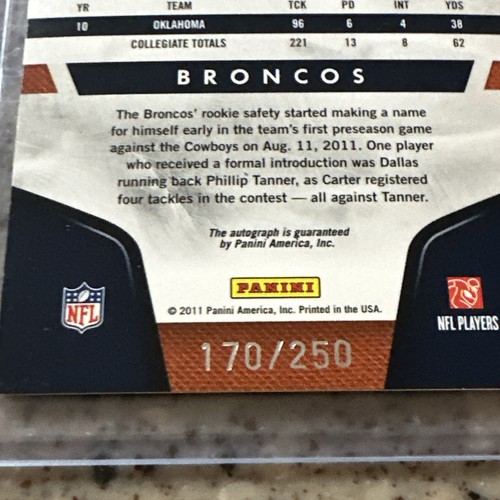 YR TEAM TCK PD INT YDS
10 OKLAHOMA 96 6 4 38
COLLEGIATE TOTALS 221 13 8 62
BRONCOS
The Broncos' rookie safety started making a name
for himself early in the team's first preseason game
against the Cowboys on Aug. 11, 2011. One player
who received a formal introduction was Dallas
running back Phillip Tanner, as Carter registered
four tackles in the contest — all against Tanner.
The autograph is guaranteed
by Panini America, Inc.
PANINI
© 2011 Panini America, Inc. Printed in the USA.
NFL
NFL PLAYERS
170/250